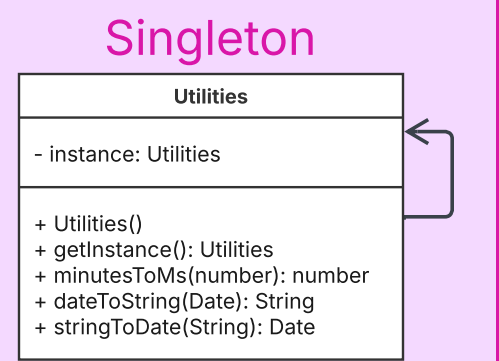 Singleton
Utilities
- instance: Utilities
+ Utilities()
+ getInstance(): Utilities
+ minutesToMs(number): number
+ dateToString(Date): String
+ stringToDate(String): Date